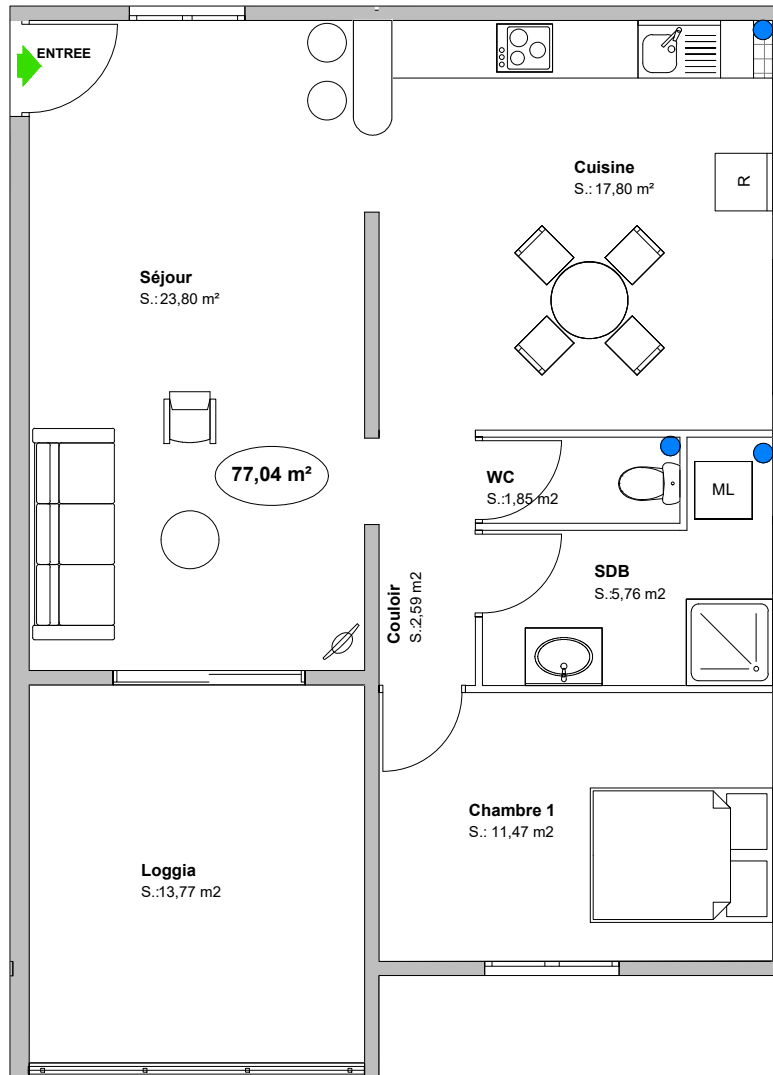 ENTREE
Cuisine
S.: 17,80 m²
R
Séjour
S.: 23,80 m²
77,04 m²
WC
S.:1,85 m2
ML
SDB
S.:5,76 m2
Couloir
S.:2,59 m2
Chambre 1
S.: 11,47 m2
Loggia
S.:13,77 m2